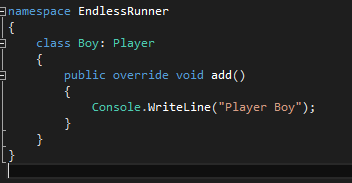 namespace EndlessRunner
{
    class Boy: Player
    {
        public override void add()
        {
            Console.WriteLine("Player Boy");
        }
    }
}